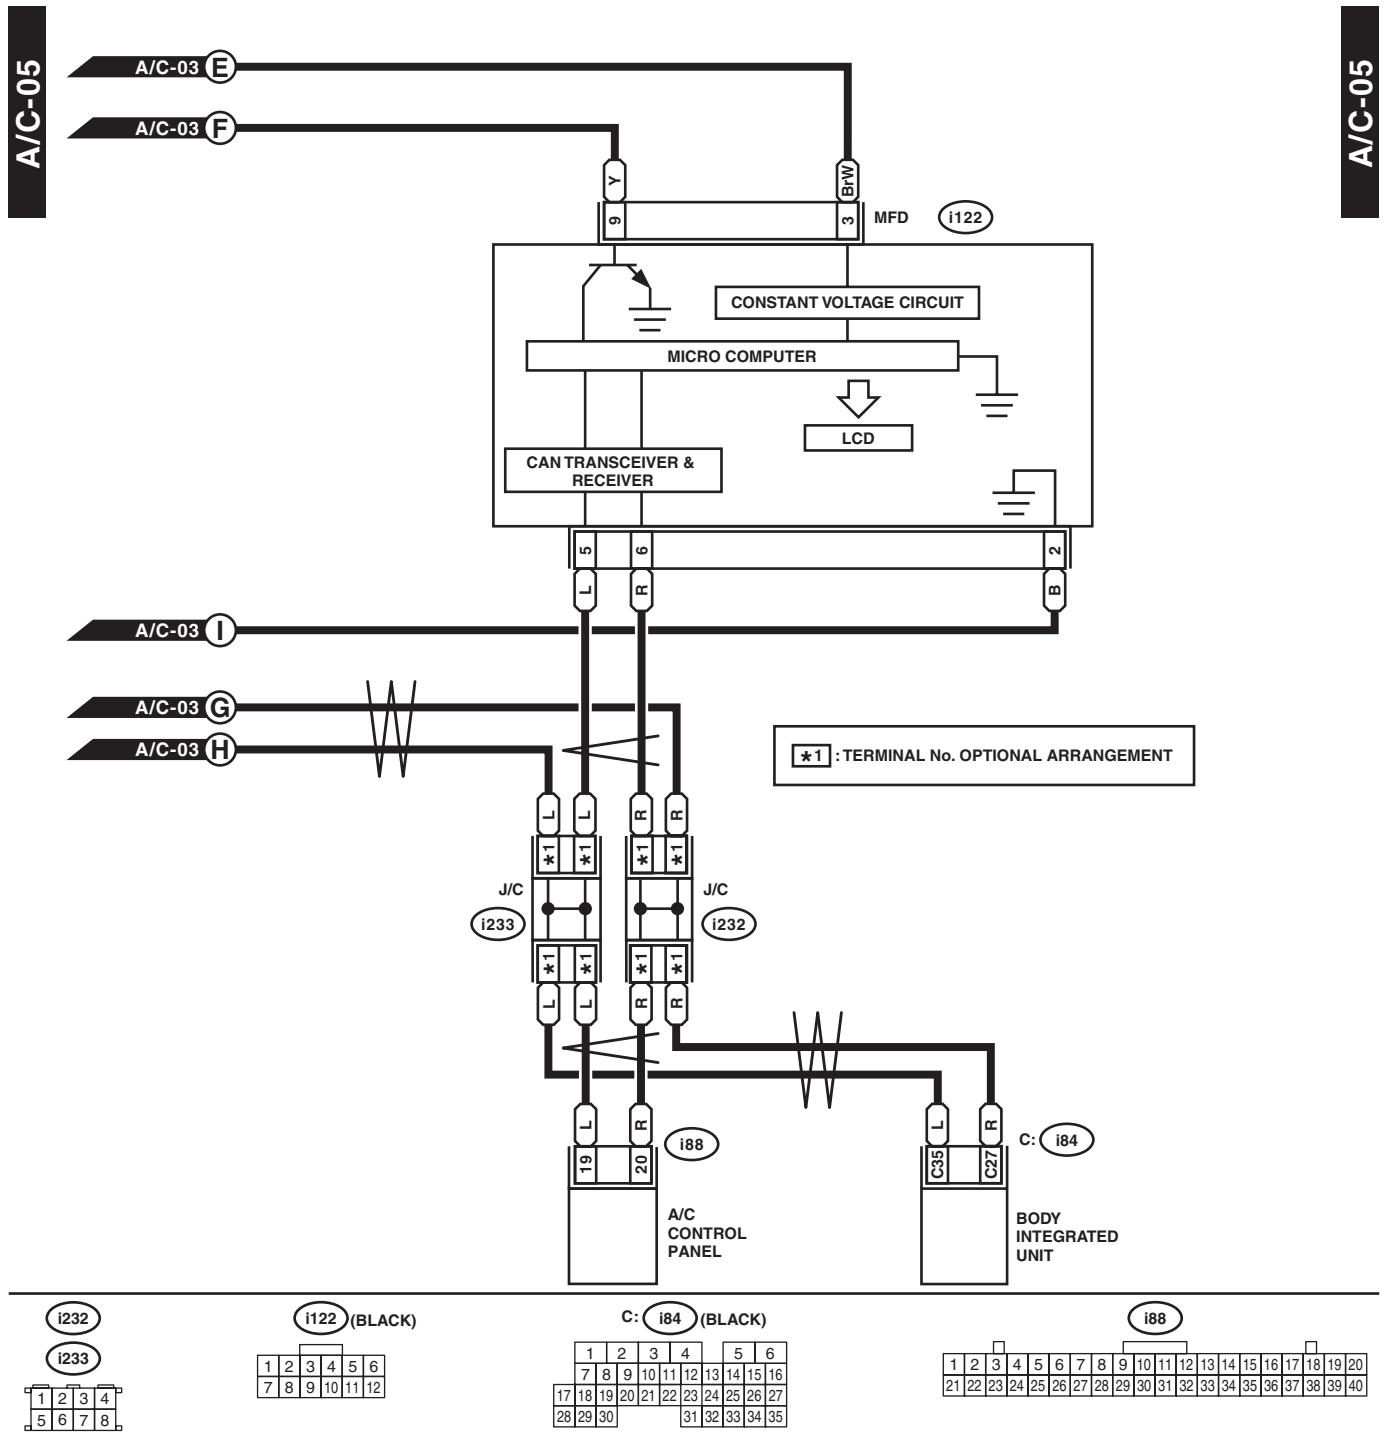 A/C-05
A/C-05
A/C-03 E
A/C-03 F
Y
BrW
9
3
MFD
i122
CONSTANT VOLTAGE CIRCUIT
MICRO COMPUTER
LCD
CAN TRANSCEIVER &
RECEIVER
5
6
2
L
R
B
A/C-03 I
A/C-03 G
A/C-03 H
*1 : TERMINAL No. OPTIONAL ARRANGEMENT
L
L
R
R
*1
*1
*1
*1
J/C
J/C
i233
i232
*1
*1
*1
*1
L
L
R
R
L
R
L
R
i88
C: i84
19
20
C35
C27
A/C
CONTROL
PANEL
BODY
INTEGRATED
UNIT
i232
i233
1 2 3 4
5 6 7 8
i122 (BLACK)
1 2 3 4 5 6
7 8 9 10 11 12
C: i84 (BLACK)
1 2 3 4 5 6
7 8 9 10 11 12 13 14 15 16
17 18 19 20 21 22 23 24 25 26 27
28 29 30 31 32 33 34 35
i88
1 2 3 4 5 6 7 8 9 10 11 12 13 14 15 16 17 18 19 20
21 22 23 24 25 26 27 28 29 30 31 32 33 34 35 36 37 38 39 40